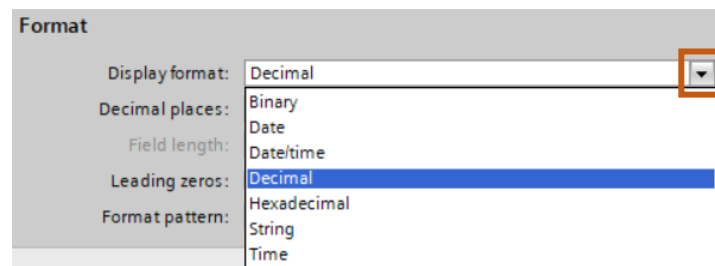 Format
Display format: Decimal
Decimal places: Binary
Date
Field length: Date/time
Leading zeros: Decimal
Hexadecimal
Format pattern: String
Time